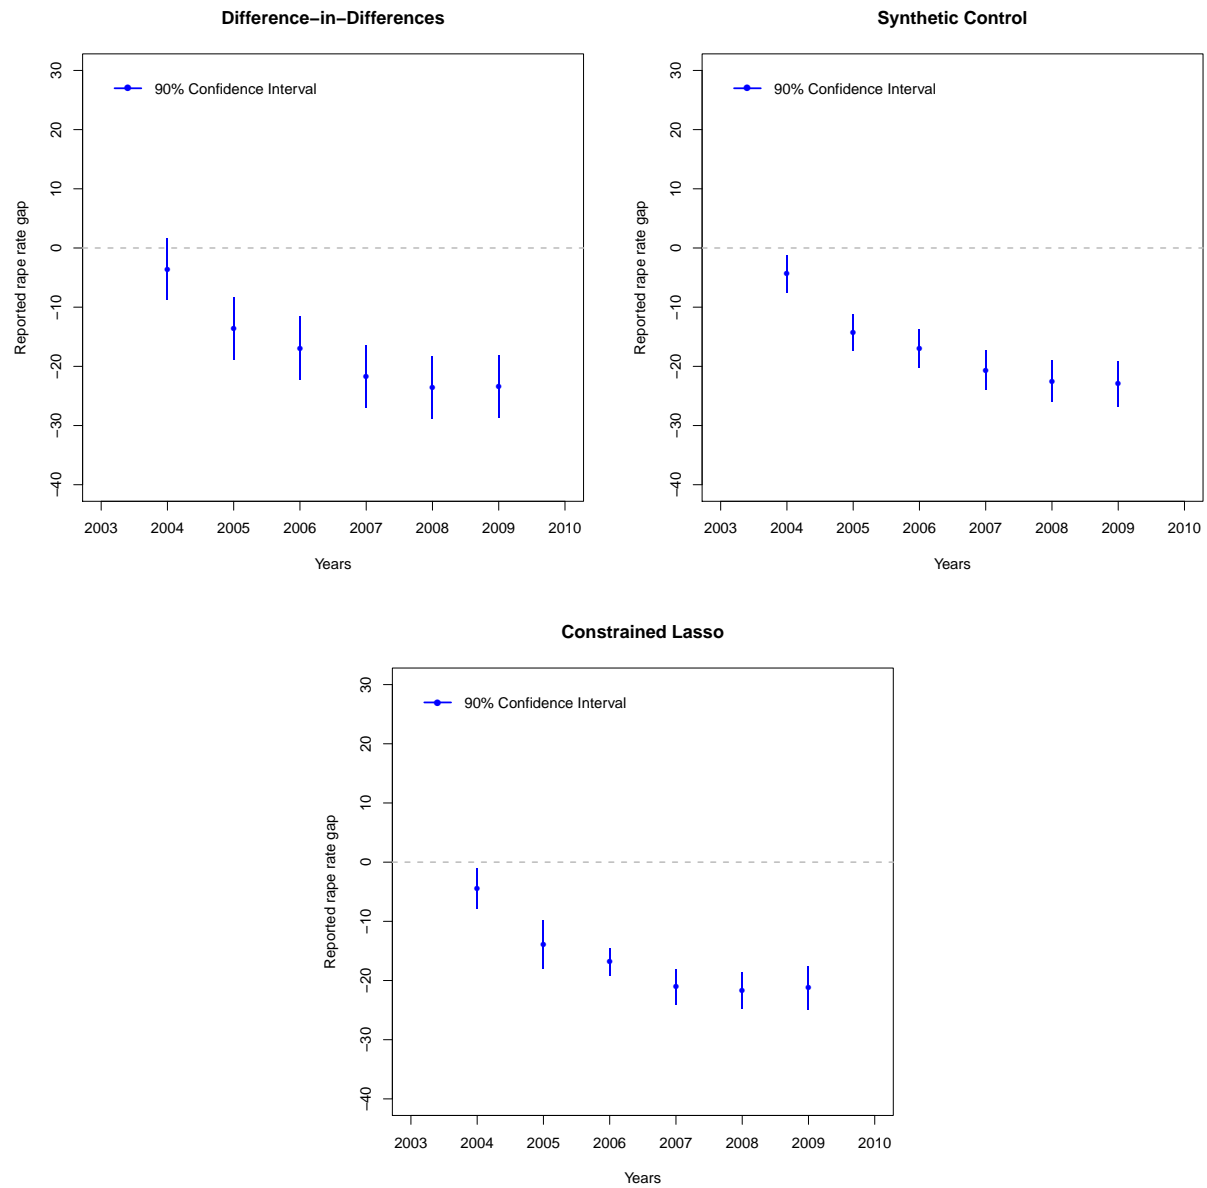 Difference−in−Differences
90% Confidence Interval
Reported rape rate gap
30
20
10
0
−10
−20
−30
−40
2003 2004 2005 2006 2007 2008 2009 2010
Years
Synthetic Control
90% Confidence Interval
Reported rape rate gap
30
20
10
0
−10
−20
−30
−40
2003 2004 2005 2006 2007 2008 2009 2010
Years
Constrained Lasso
90% Confidence Interval
Reported rape rate gap
30
20
10
0
−10
−20
−30
−40
2003 2004 2005 2006 2007 2008 2009 2010
Years